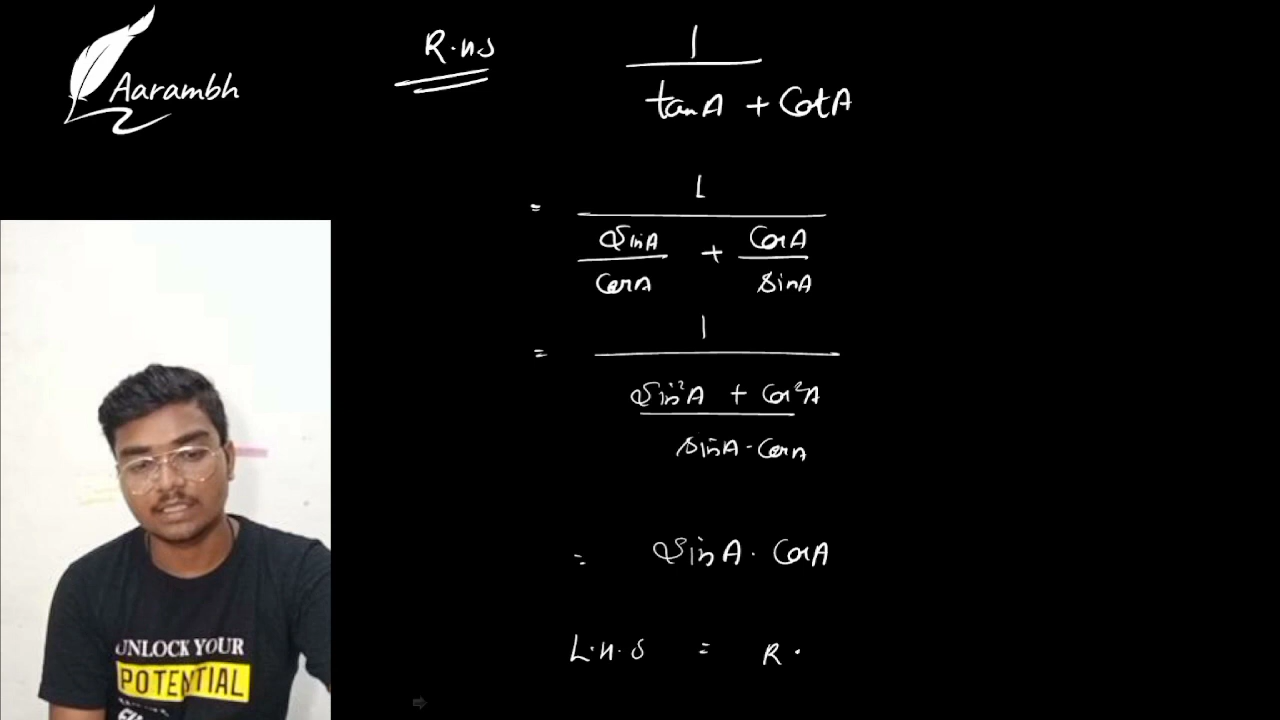 Aarambh
R.H.S 1 / (tanA + CotA)
= 1 / (SinA/CosA + CosA/SinA)
= 1 / ((Sin²A + Cos²A) / (SinA · CosA))
= SinA · CosA
L.H.S = R.
UNLOCK YOUR
POTENTIAL